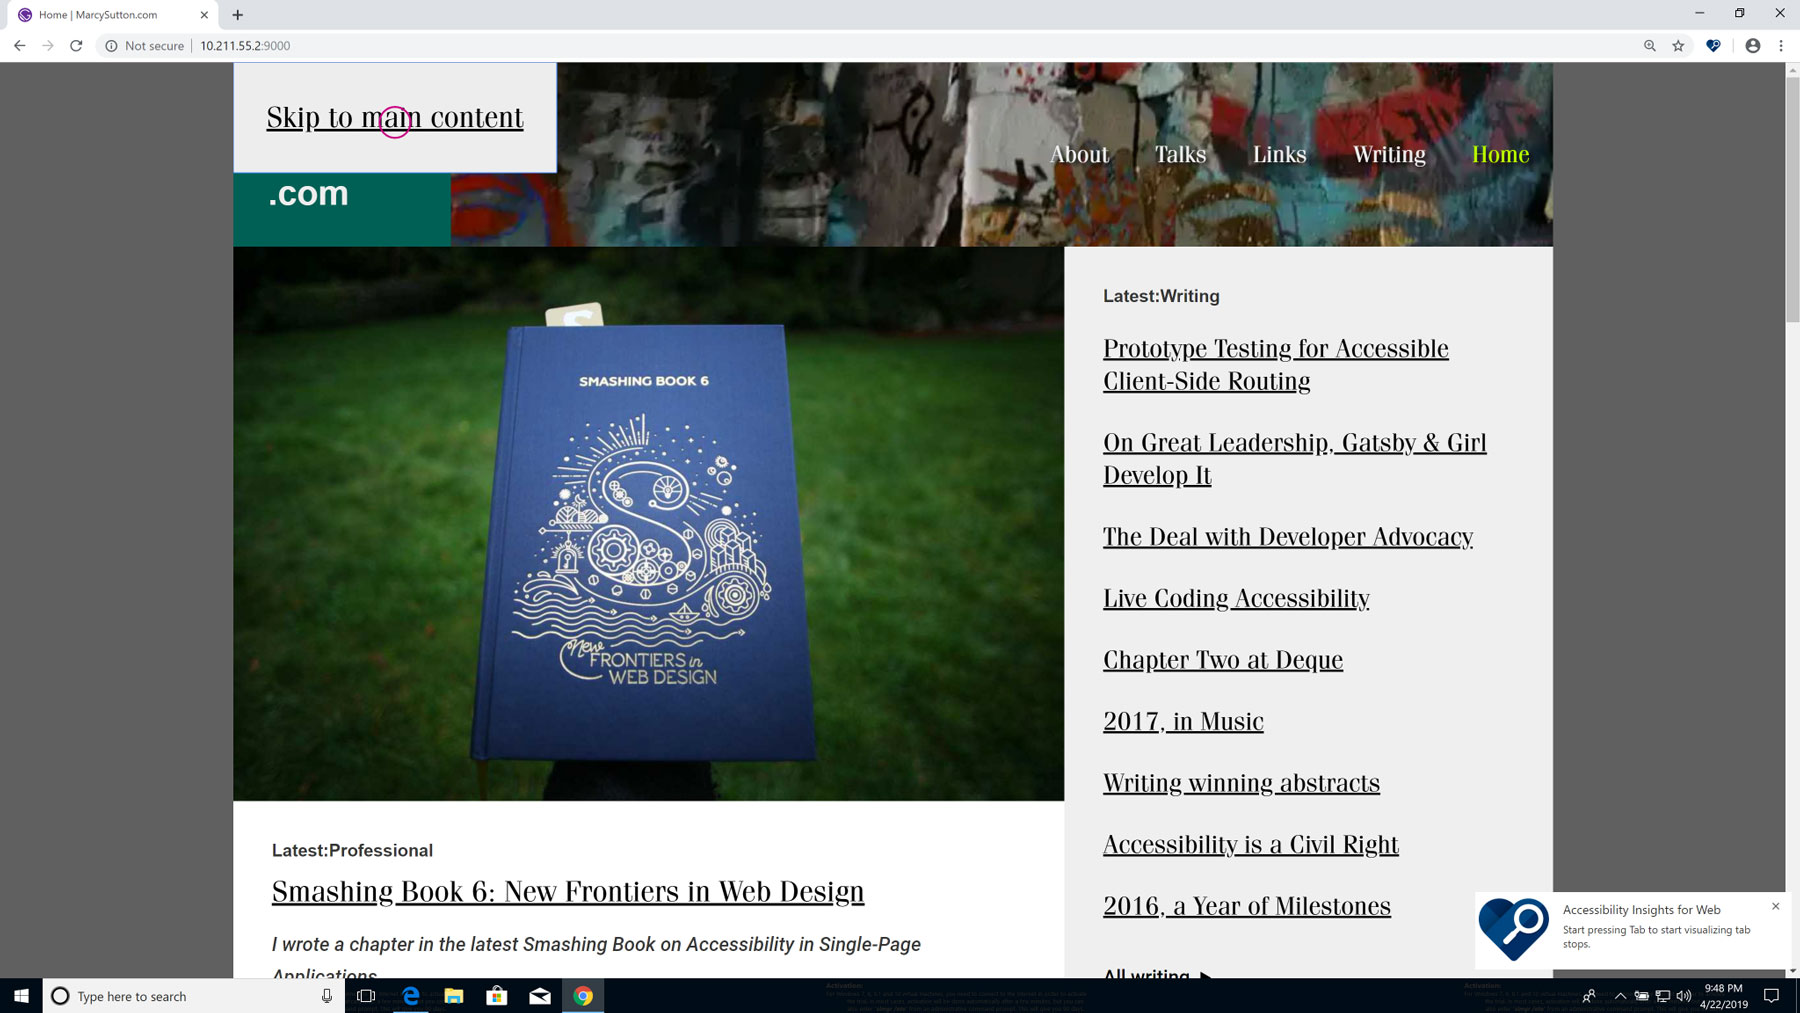 Home | MarcySutton.com
Not secure
10.211.55.2:9000
Skip to main content
.com
About Talks Links Writing Home
SMASHING BOOK 6
New
FRONTIERS in
WEB DESIGN
Latest:Professional
Smashing Book 6: New Frontiers in Web Design
I wrote a chapter in the latest Smashing Book on Accessibility in Single-Page
Applications
Latest:Writing
Prototype Testing for Accessible
Client-Side Routing
On Great Leadership, Gatsby & Girl
Develop It
The Deal with Developer Advocacy
Live Coding Accessibility
Chapter Two at Deque
2017, in Music
Writing winning abstracts
Accessibility is a Civil Right
2016, a Year of Milestones
All writing
Accessibility Insights for Web
Start pressing Tab to start visualizing tab
stops.
Type here to search
9:48 PM
4/22/2019